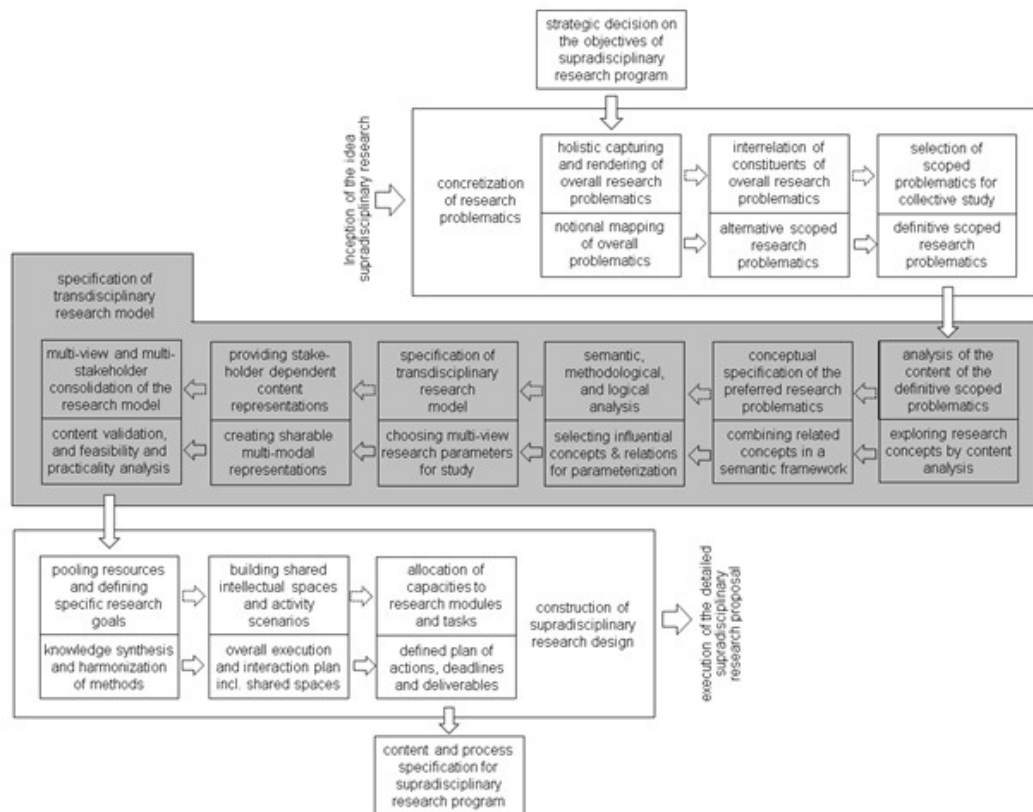 strategic decision on
the objectives of
supradisciplinary
research program
Inception of the idea
supradisciplinary research
concretization
of research
problematics
holistic capturing
and rendering of
overall research
problematics
interrelation of
constituents of
overall research
problematics
selection of
scoped
problematics for
collective study
notional mapping
of overall
problematics
alternative scoped
research
problematics
definitive scoped
research
problematics
specification of
transdisciplinary
research model
multi-view and multi-
stakeholder
consolidation of the
research model
providing stake-
holder dependent
content
representations
specification of
transdisciplinary
research model
semantic,
methodological,
and logical
analysis
conceptual
specification of the
preferred research
problematics
analysis of the
content of the
definitive scoped
problematics
content validation,
and feasibility and
practicality analysis
creating sharable
multi-modal
representations
choosing multi-view
research parameters
for study
selecting influential
concepts & relations
for parameterization
combining related
concepts in a
semantic framework
exploring research
concepts by content
analysis
pooling resources
and defining
specific research
goals
building shared
intellectual spaces
and activity
scenarios
allocation of
capacities to
research modules
and tasks
knowledge synthesis
and harmonization
of methods
overall execution
and interaction plan
incl. shared spaces
defined plan of
actions, deadlines
and deliverables
construction of
supradisciplinary
research design
execution of the detailed
supradisciplinary
research proposal
content and process
specification for
supradisciplinary
research program